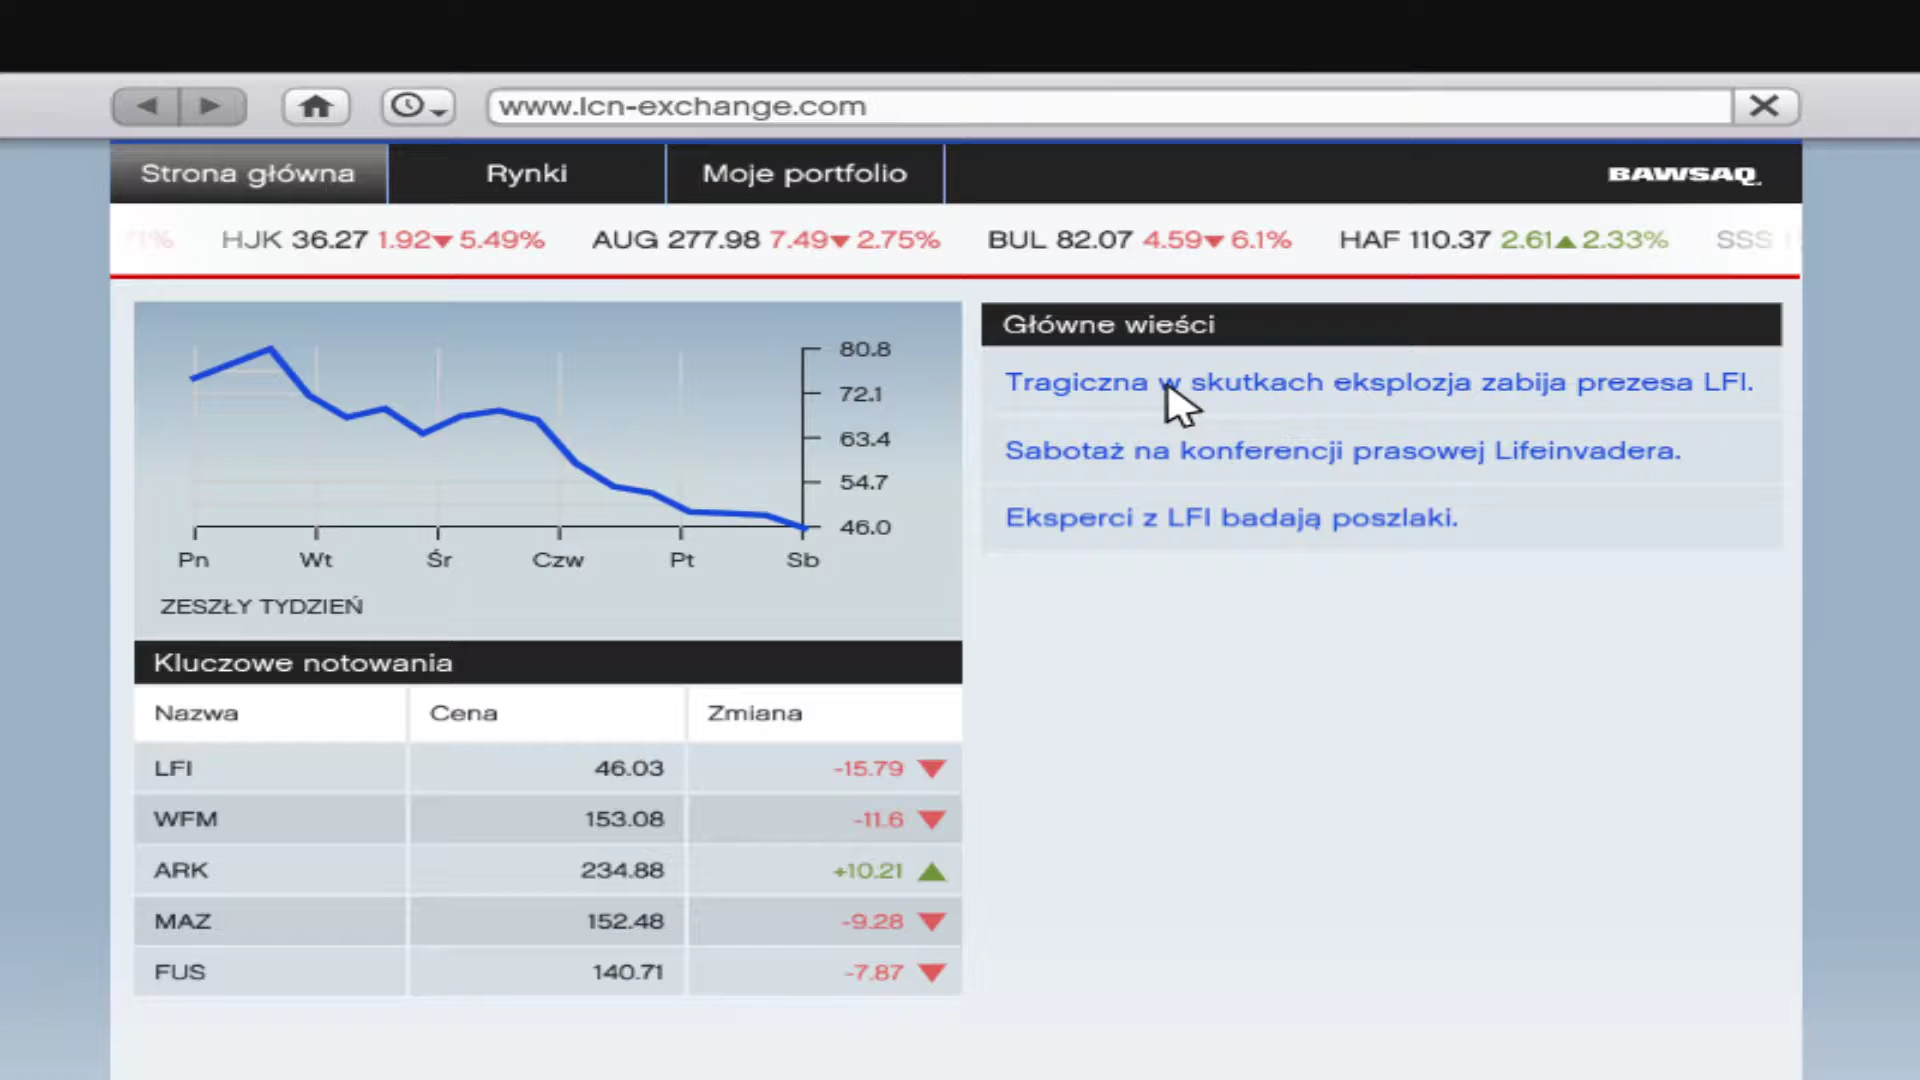 www.lcn-exchange.com
Strona główna Rynki Moje portfolio BAWSAQ
71% HJK 36.27 1.92▼5.49% AUG 277.98 7.49▼2.75% BUL 82.07 4.59▼6.1% HAF 110.37 2.61▲2.33% SSS
80.8
72.1
63.4
54.7
46.0
Pn Wt Śr Czw Pt Sb
ZESZŁY TYDZIEŃ
Główne wieści
Tragiczna w skutkach eksplozja zabija prezesa LFI.
Sabotaż na konferencji prasowej Lifeinvadera.
Eksperci z LFI badają poszlaki.
Kluczowe notowania
Nazwa Cena Zmiana
LFI 46.03 -15.79 ▼
WFM 153.08 -11.6 ▼
ARK 234.88 +10.21 ▲
MAZ 152.48 -9.28 ▼
FUS 140.71 -7.87 ▼